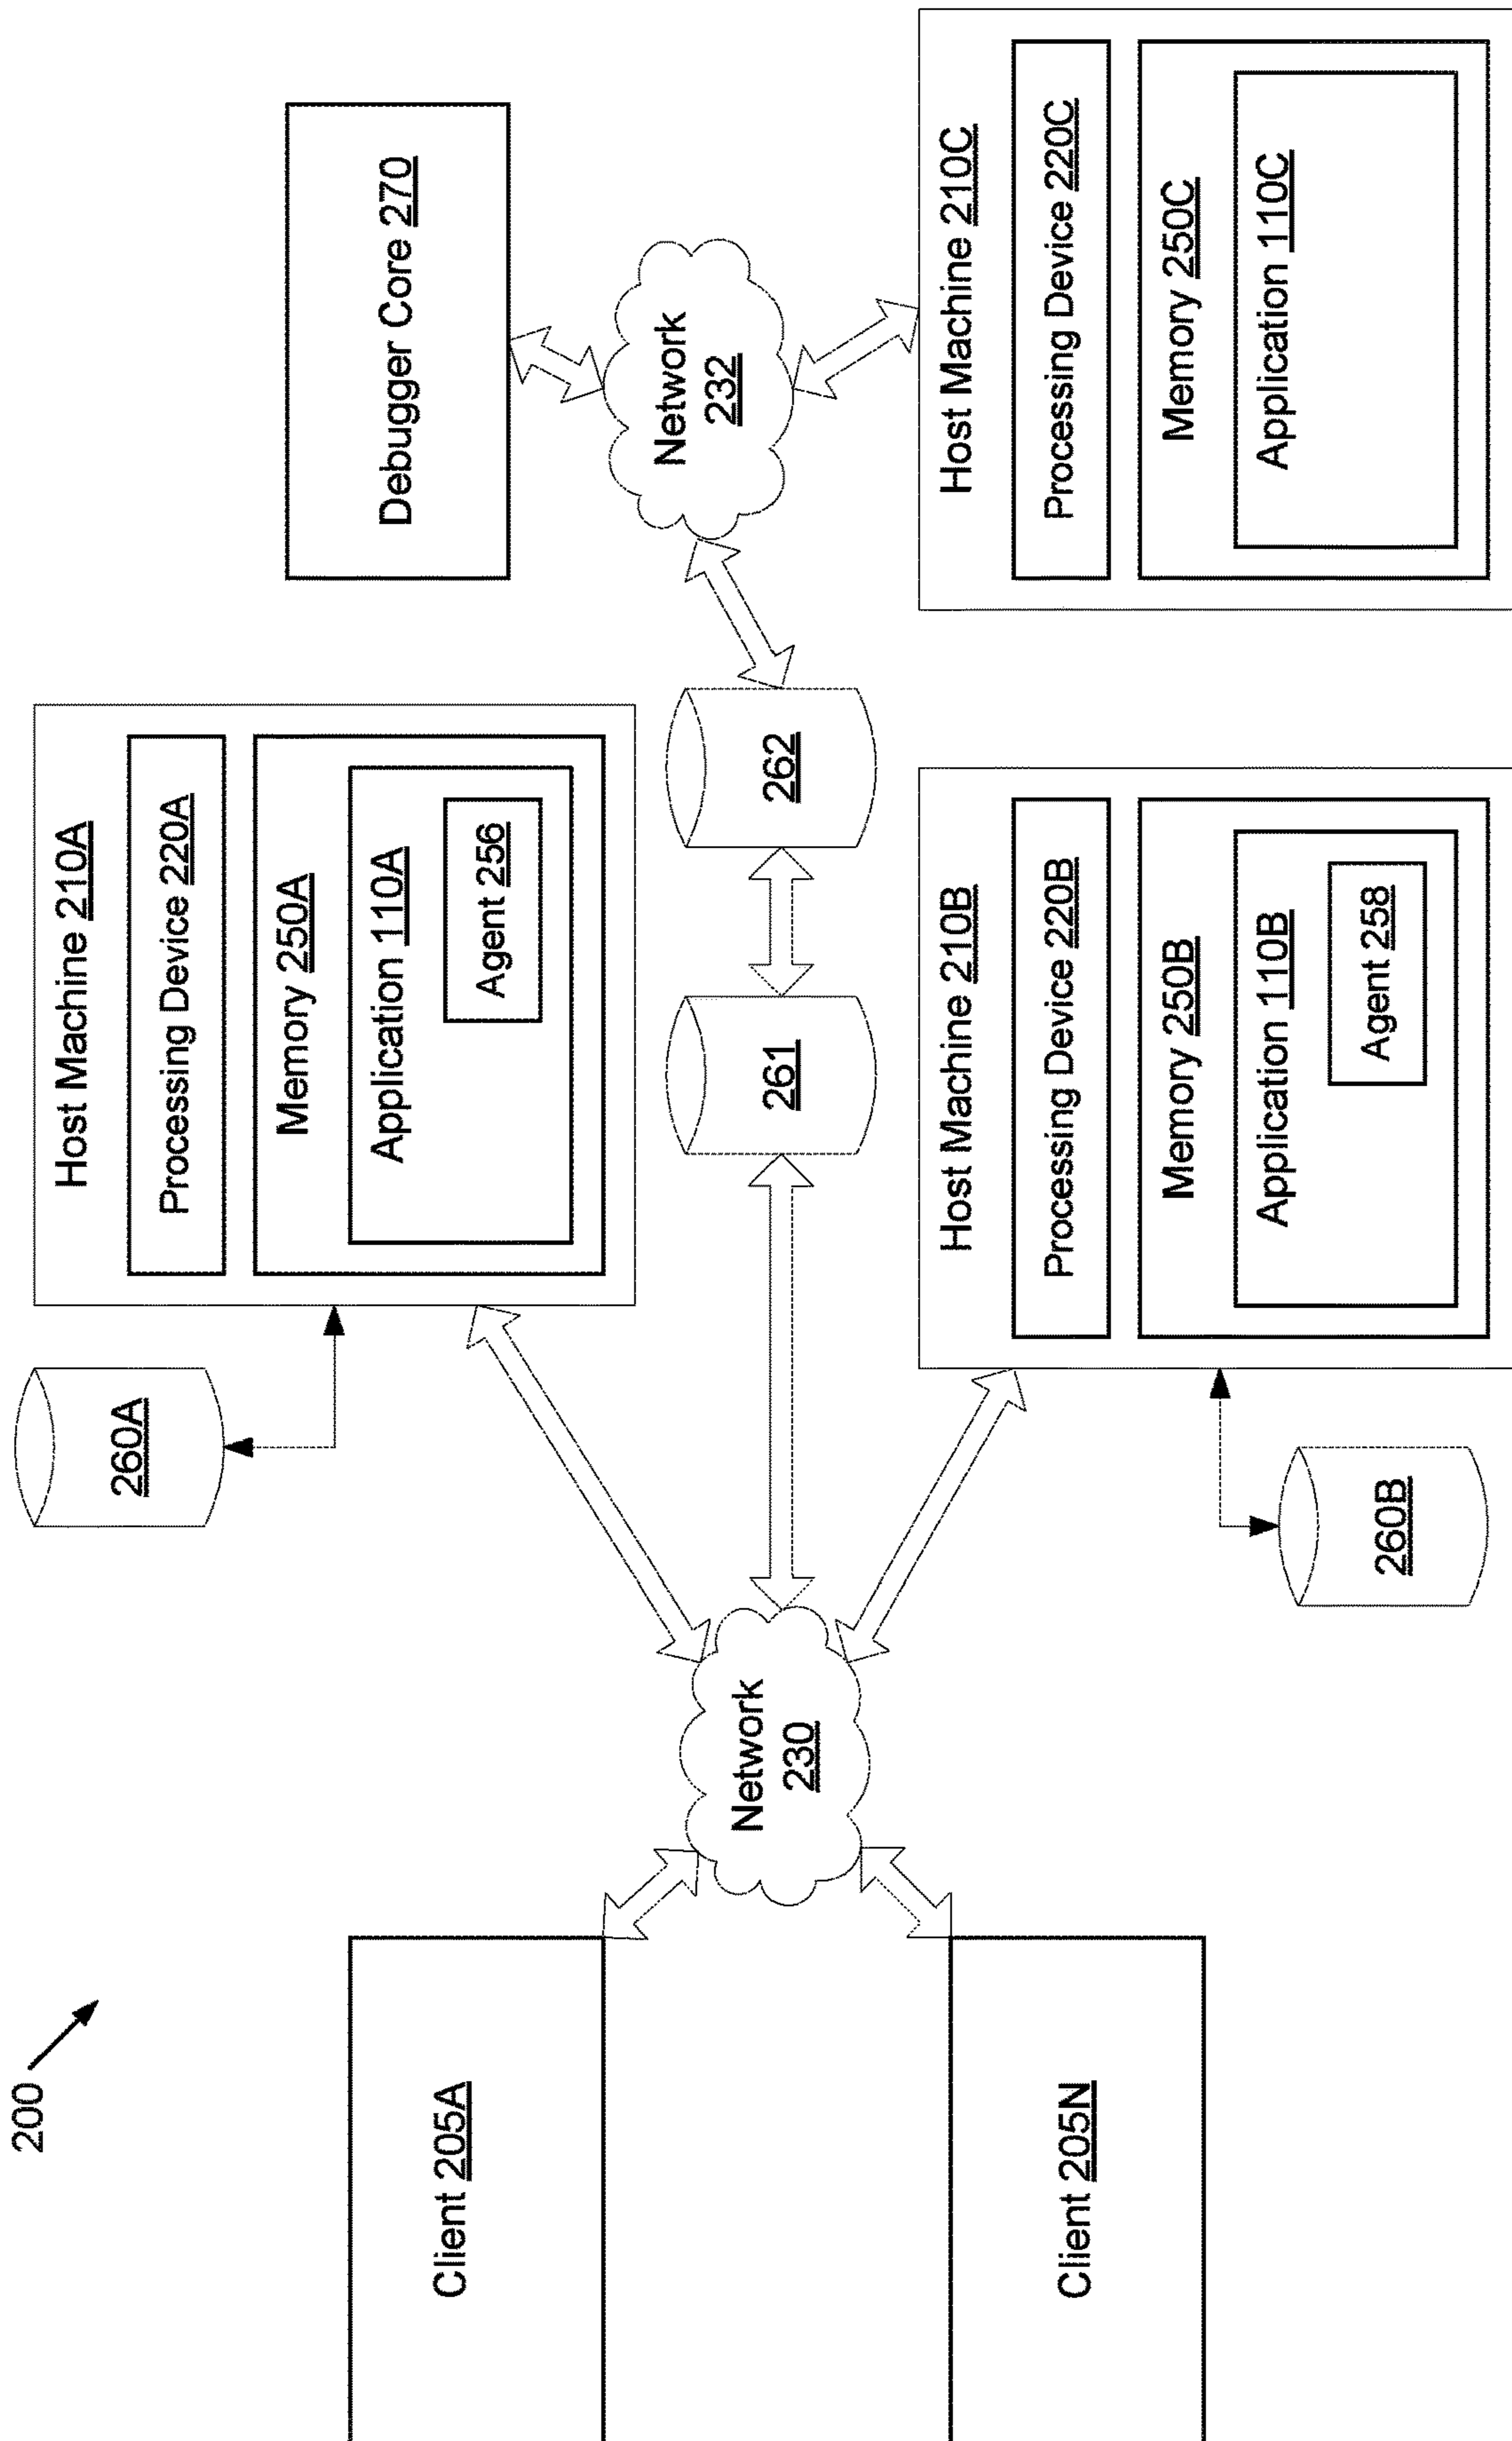 200
Client 205A
Client 205N
Network
230
260A
Host Machine 210A
Processing Device 220A
Memory 250A
Application 110A
Agent 256
261
262
260B
Host Machine 210B
Processing Device 220B
Memory 250B
Application 110B
Agent 258
Debugger Core 270
Network
232
Host Machine 210C
Processing Device 220C
Memory 250C
Application 110C